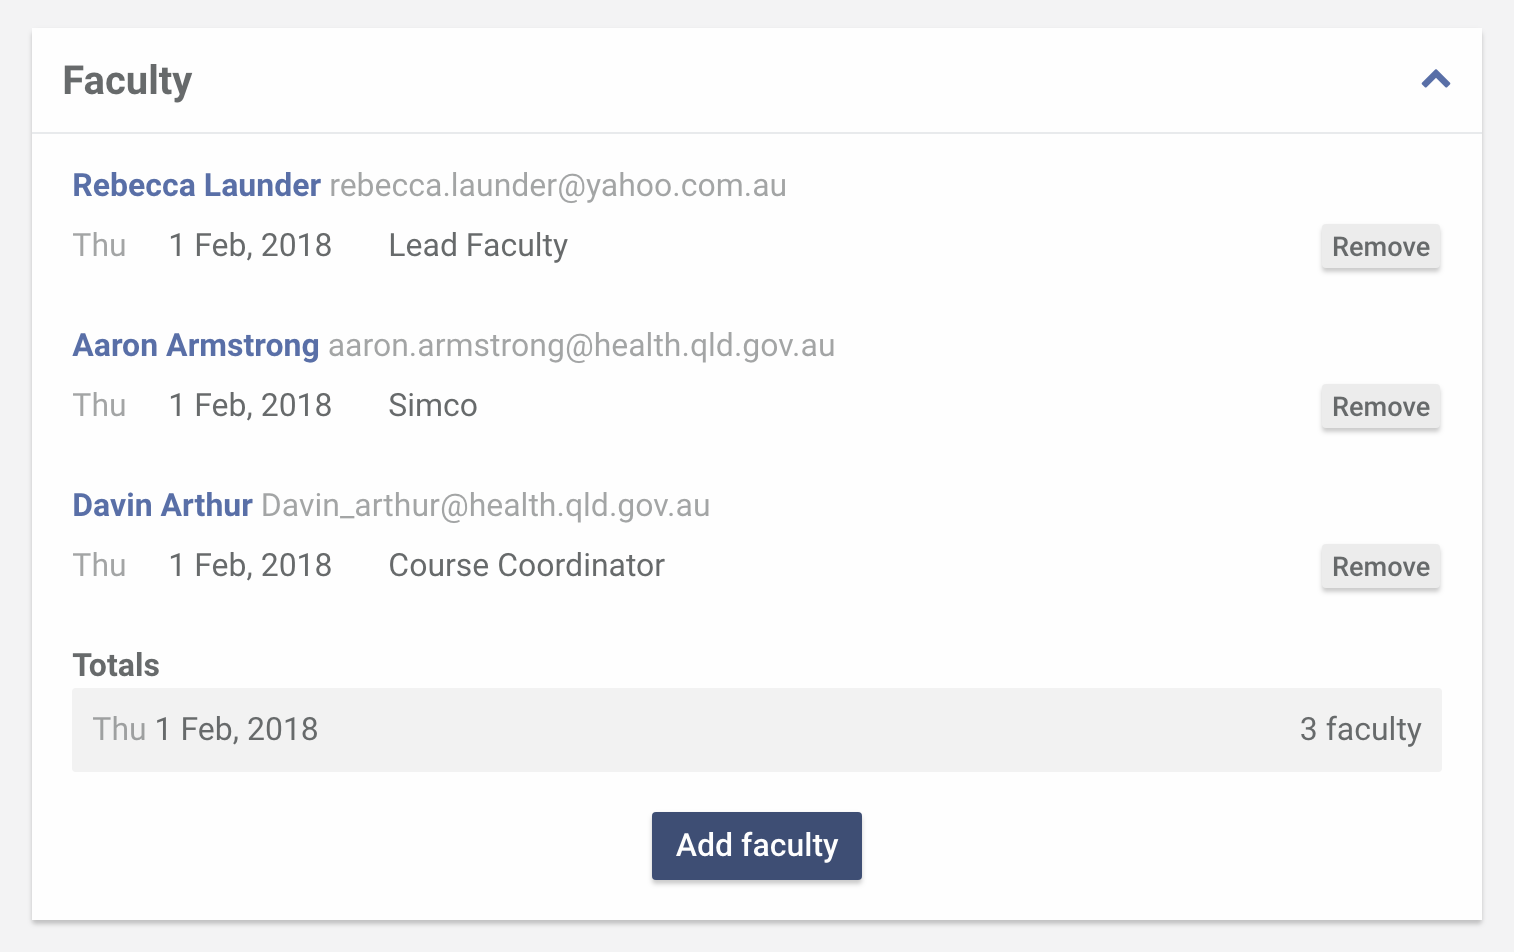 Faculty
Rebecca Launder rebecca.launder@yahoo.com.au
Thu 1 Feb, 2018 Lead Faculty Remove
Aaron Armstrong aaron.armstrong@health.qld.gov.au
Thu 1 Feb, 2018 Simco Remove
Davin Arthur Davin_arthur@health.qld.gov.au
Thu 1 Feb, 2018 Course Coordinator Remove
Totals
Thu 1 Feb, 2018 3 faculty
Add faculty